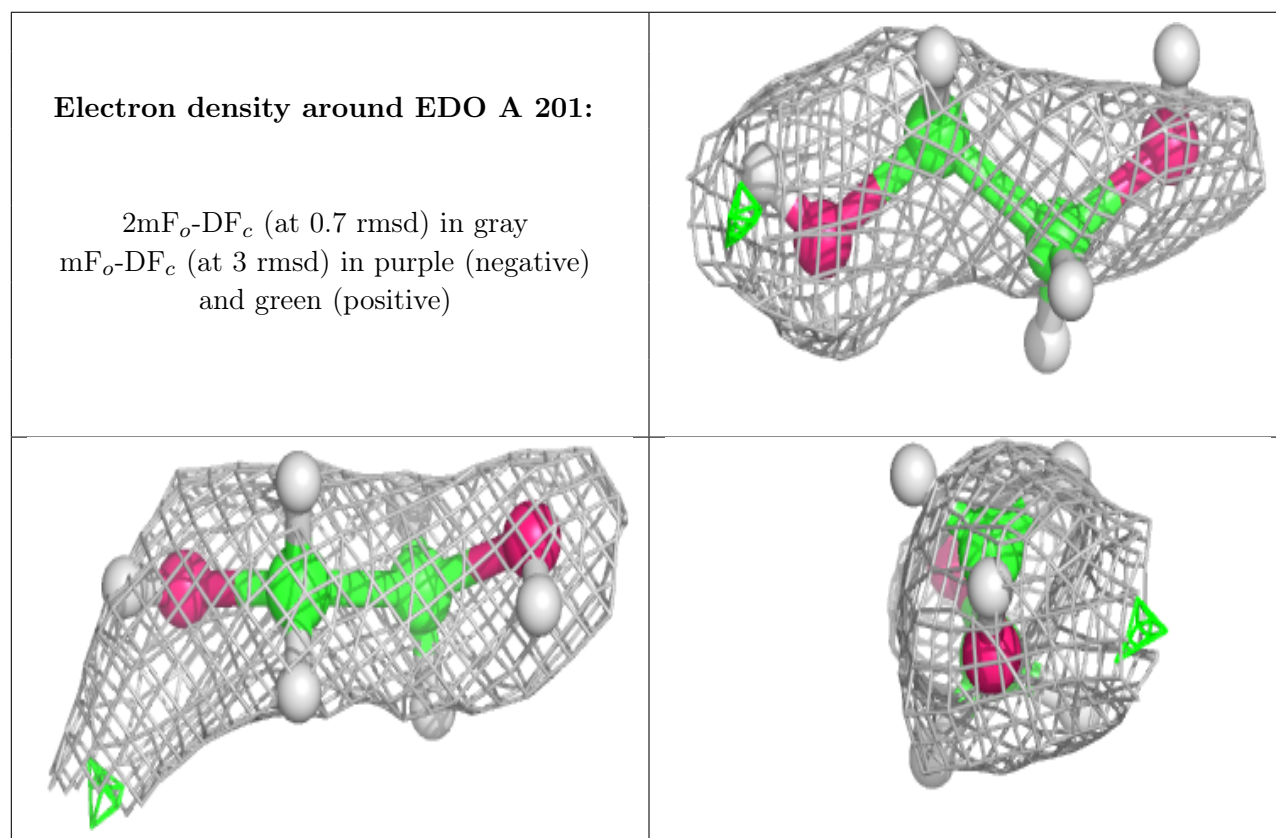 Electron density around EDO A 201:
2mFₒ-DF𝒸 (at 0.7 rmsd) in gray
mFₒ-DF𝒸 (at 3 rmsd) in purple (negative)
and green (positive)